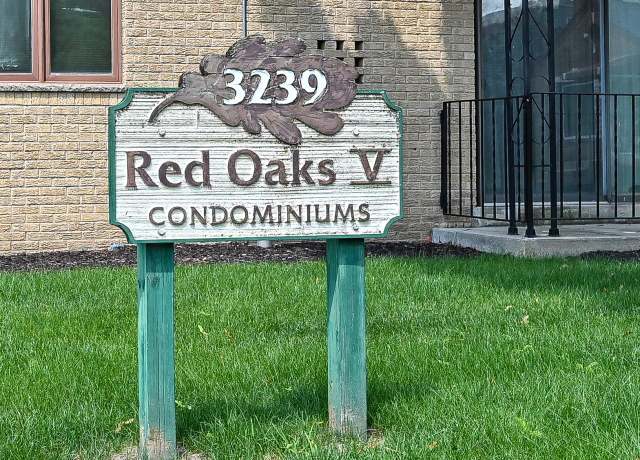 3239
Red Oaks V
CONDOMINIUMS